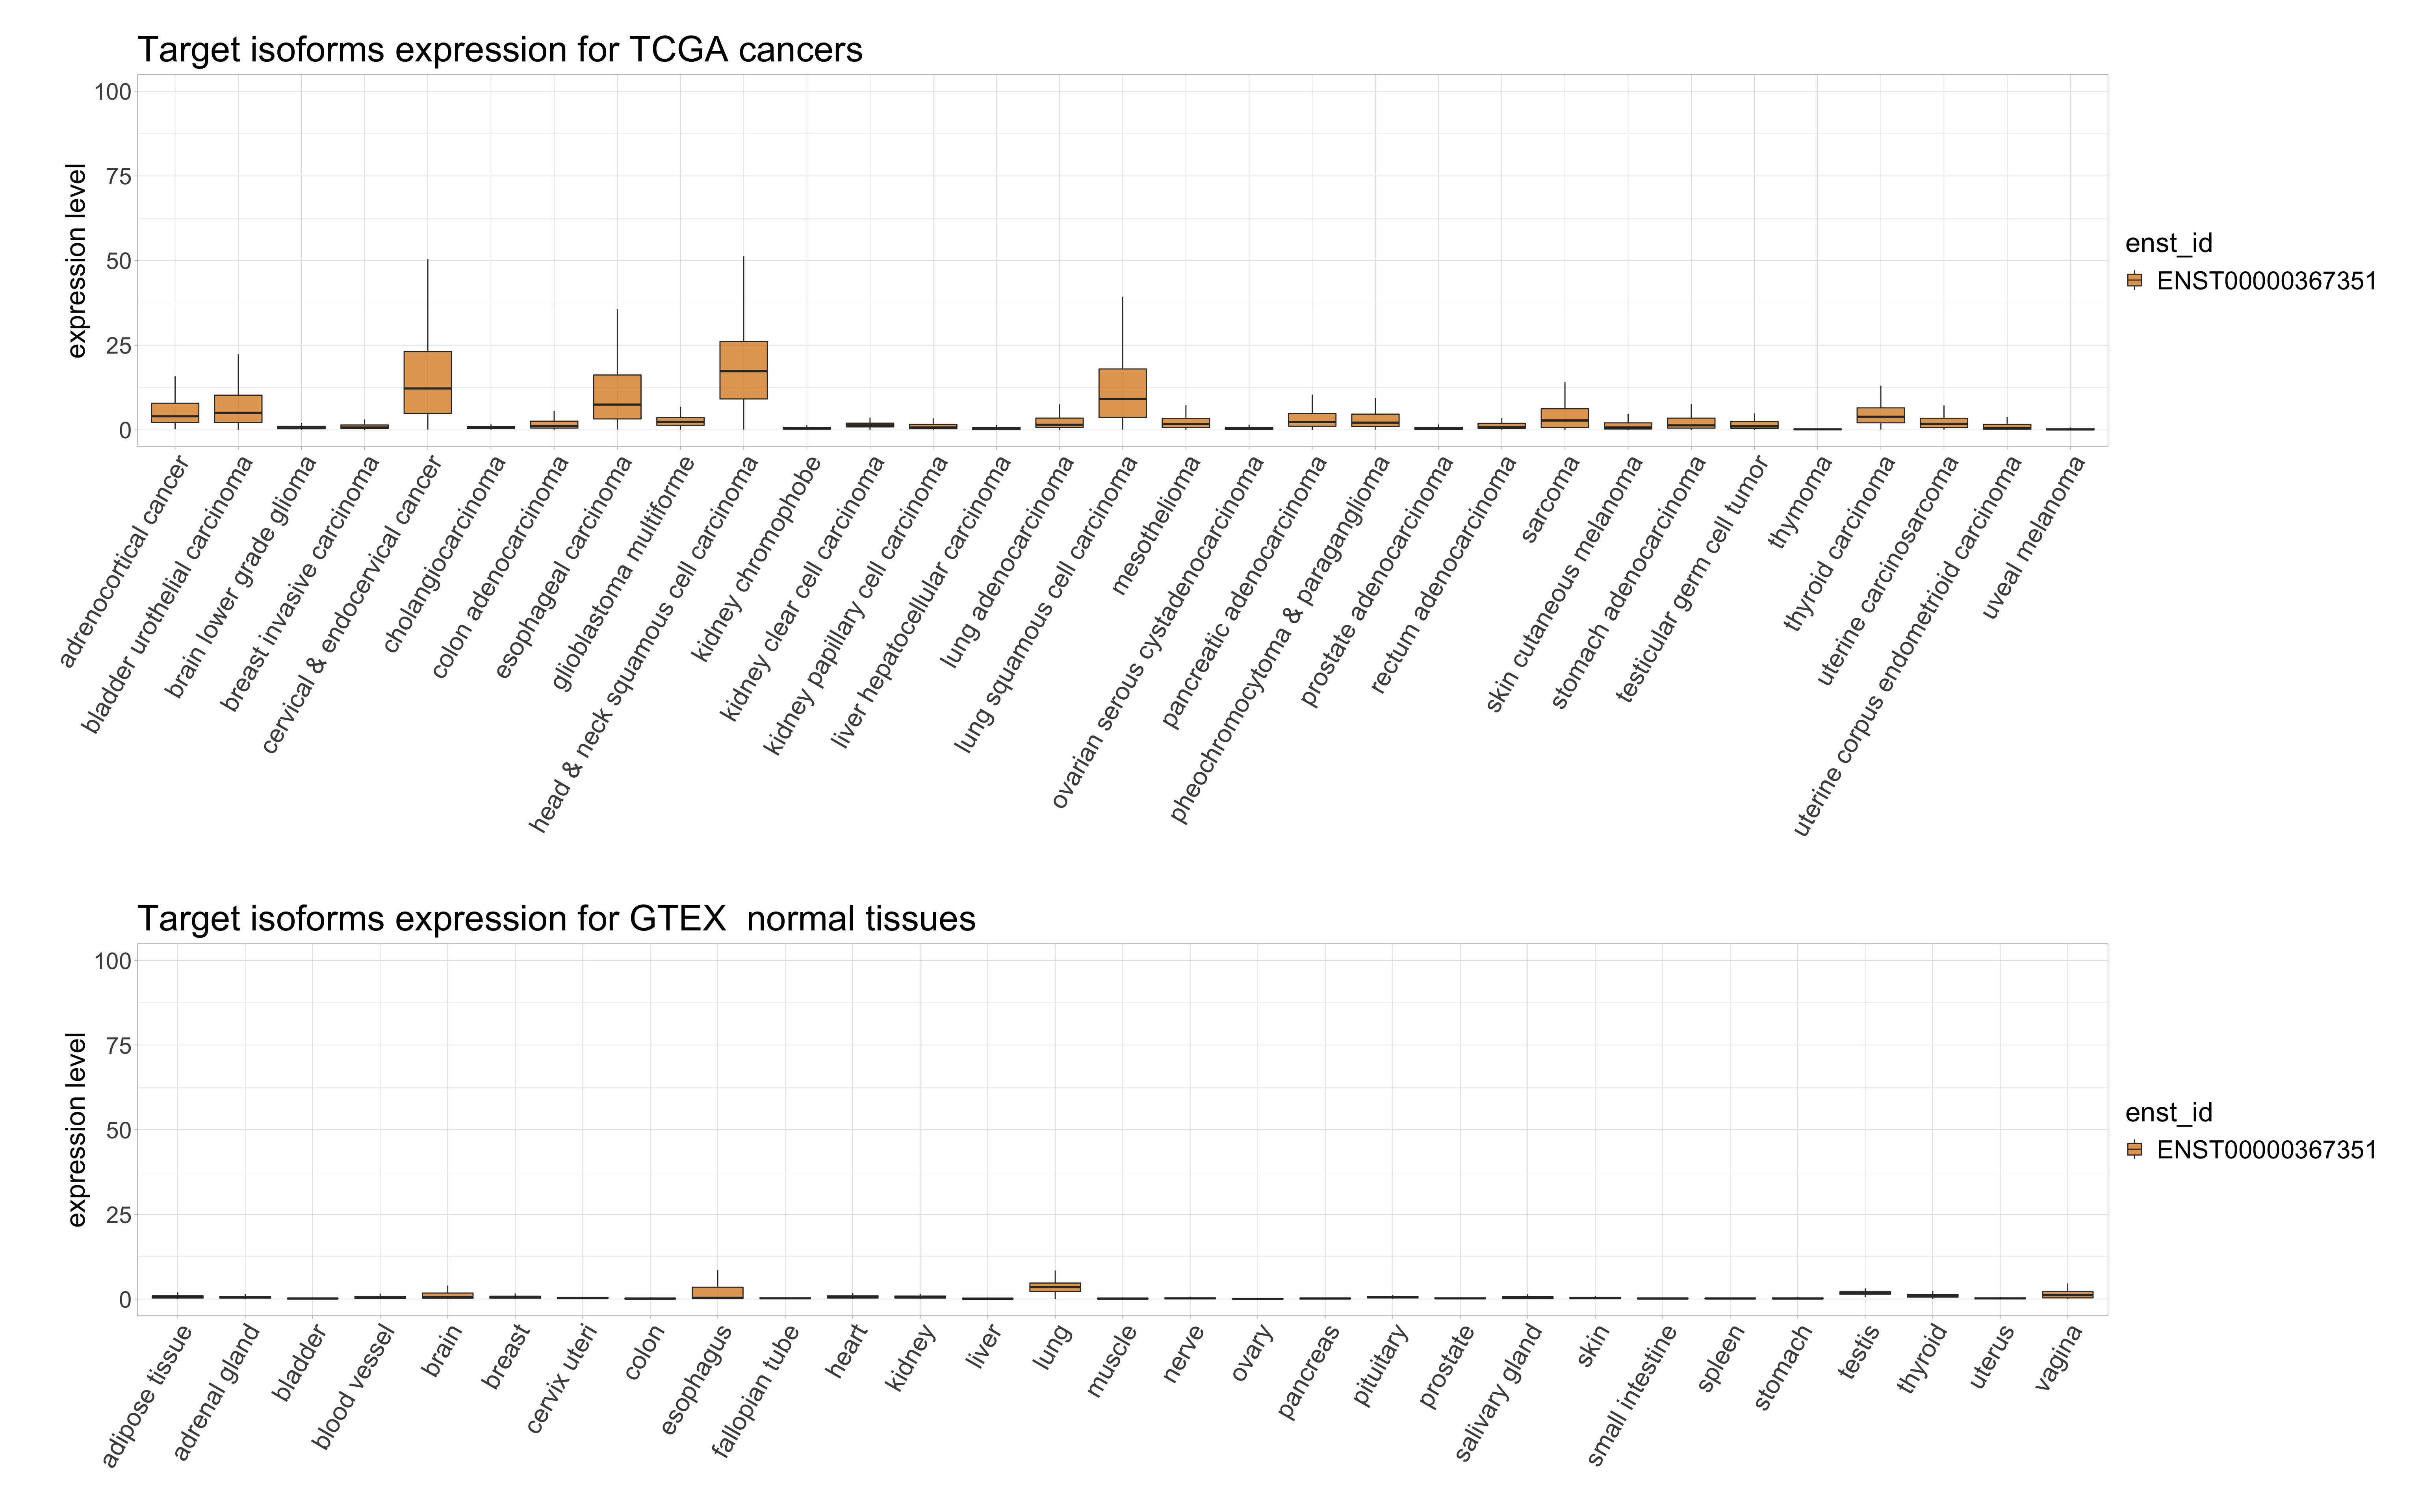 Target isoforms expression for TCGA cancers
expression level
100
75
50
25
0
adrenocortical cancer
bladder urothelial carcinoma
brain lower grade glioma
breast invasive carcinoma
cervical & endocervical cancer
cholangiocarcinoma
colon adenocarcinoma
esophageal carcinoma
glioblastoma multiforme
head & neck squamous cell carcinoma
kidney chromophobe
kidney clear cell carcinoma
kidney papillary cell carcinoma
liver hepatocellular carcinoma
lung adenocarcinoma
lung squamous cell carcinoma
mesothelioma
ovarian serous cystadenocarcinoma
pancreatic adenocarcinoma
pheochromocytoma & paraganglioma
prostate adenocarcinoma
rectum adenocarcinoma
sarcoma
skin cutaneous melanoma
stomach adenocarcinoma
testicular germ cell tumor
thymoma
thyroid carcinoma
uterine carcinosarcoma
uterine corpus endometrioid carcinoma
uveal melanoma
enst_id
ENST00000367351
Target isoforms expression for GTEX  normal tissues
expression level
100
75
50
25
0
adipose tissue
adrenal gland
bladder
blood vessel
brain
breast
cervix uteri
colon
esophagus
fallopian tube
heart
kidney
liver
lung
muscle
nerve
ovary
pancreas
pituitary
prostate
salivary gland
skin
small intestine
spleen
stomach
testis
thyroid
uterus
vagina
enst_id
ENST00000367351